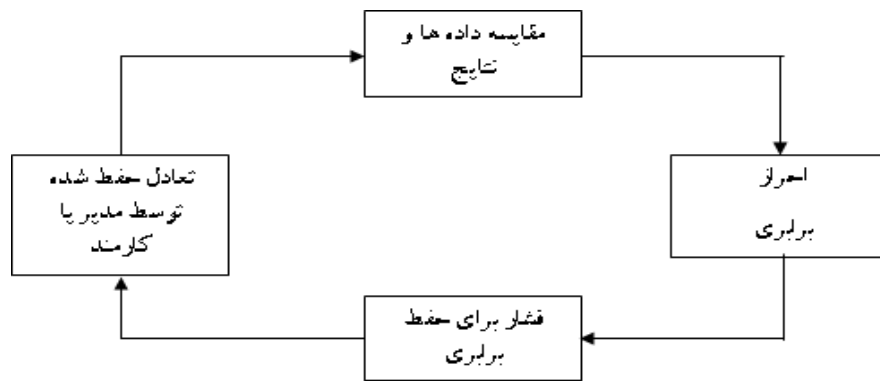 مقایسه داده ها و
نتایج
احراز
برابری
فشار برای حفظ
برابری
تعادل حفظ شده
توسط مدیر یا
کارمند